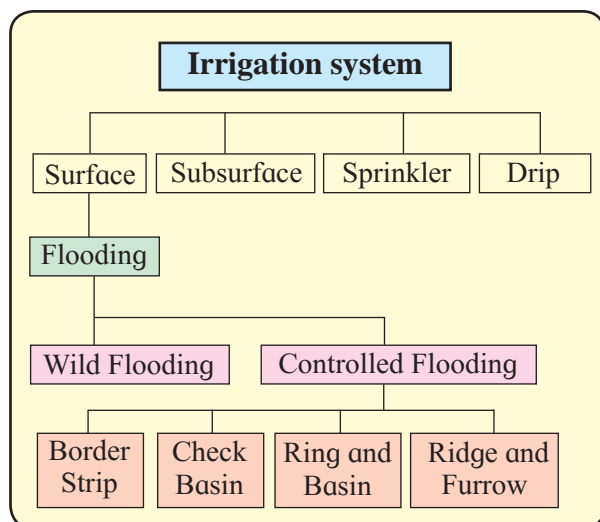 Irrigation system
Surface
Subsurface
Sprinkler
Drip
Flooding
Wild Flooding
Controlled Flooding
Border
Strip
Check
Basin
Ring and
Basin
Ridge and
Furrow